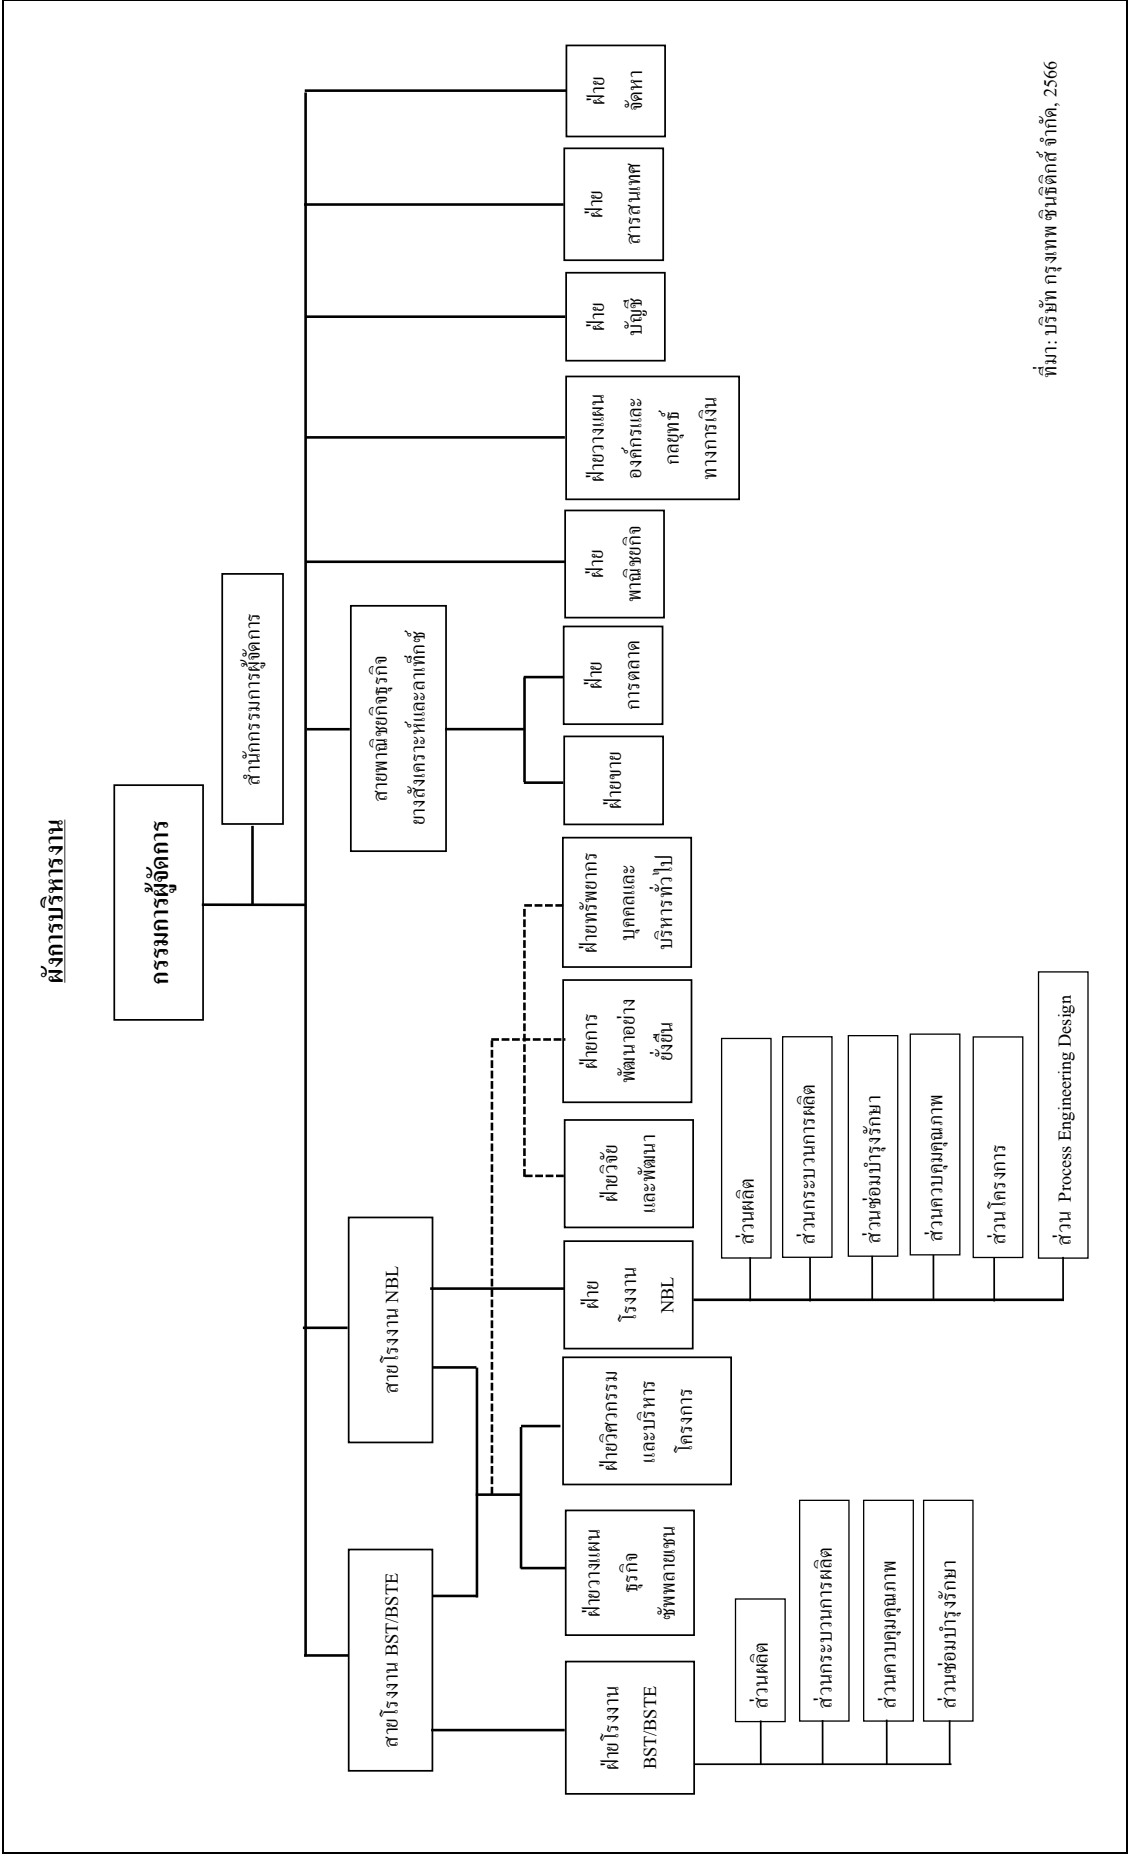 ผังการบริหารงาน
กรรมการผู้จัดการ
สำนักกรรมการผู้จัดการ
สายโรงงาน BST/BSTE
สายโรงงาน NBL
สายพาณิชยกิจธุรกิจ
ยางสังเคราะห์และลาเท็กซ์
ฝ่ายโรงงาน
BST/BSTE
ฝ่ายวางแผน
ธุรกิจ
ซัพพลายเชน
ฝ่ายวิศวกรรม
และบริหาร
โครงการ
ฝ่าย
โรงงาน
NBL
ฝ่ายวิจัย
และพัฒนา
ฝ่ายการ
พัฒนาอย่าง
ยั่งยืน
ฝ่ายทรัพยากร
บุคคลและ
บริหารทั่วไป
ฝ่ายขาย
ฝ่าย
การตลาด
ฝ่าย
พาณิชยกิจ
ฝ่ายวางแผน
องค์กรและ
กลยุทธ์
ทางการเงิน
ฝ่าย
บัญชี
ฝ่าย
สารสนเทศ
ฝ่าย
จัดหา
ส่วนผลิต
ส่วนกระบวนการผลิต
ส่วนควบคุมคุณภาพ
ส่วนซ่อมบำรุงรักษา
ส่วนผลิต
ส่วนกระบวนการผลิต
ส่วนซ่อมบำรุงรักษา
ส่วนควบคุมคุณภาพ
ส่วนโครงการ
ส่วน Process Engineering Design
ที่มา: บริษัท กรุงเทพ ซินธิติกส์ จำกัด, 2566